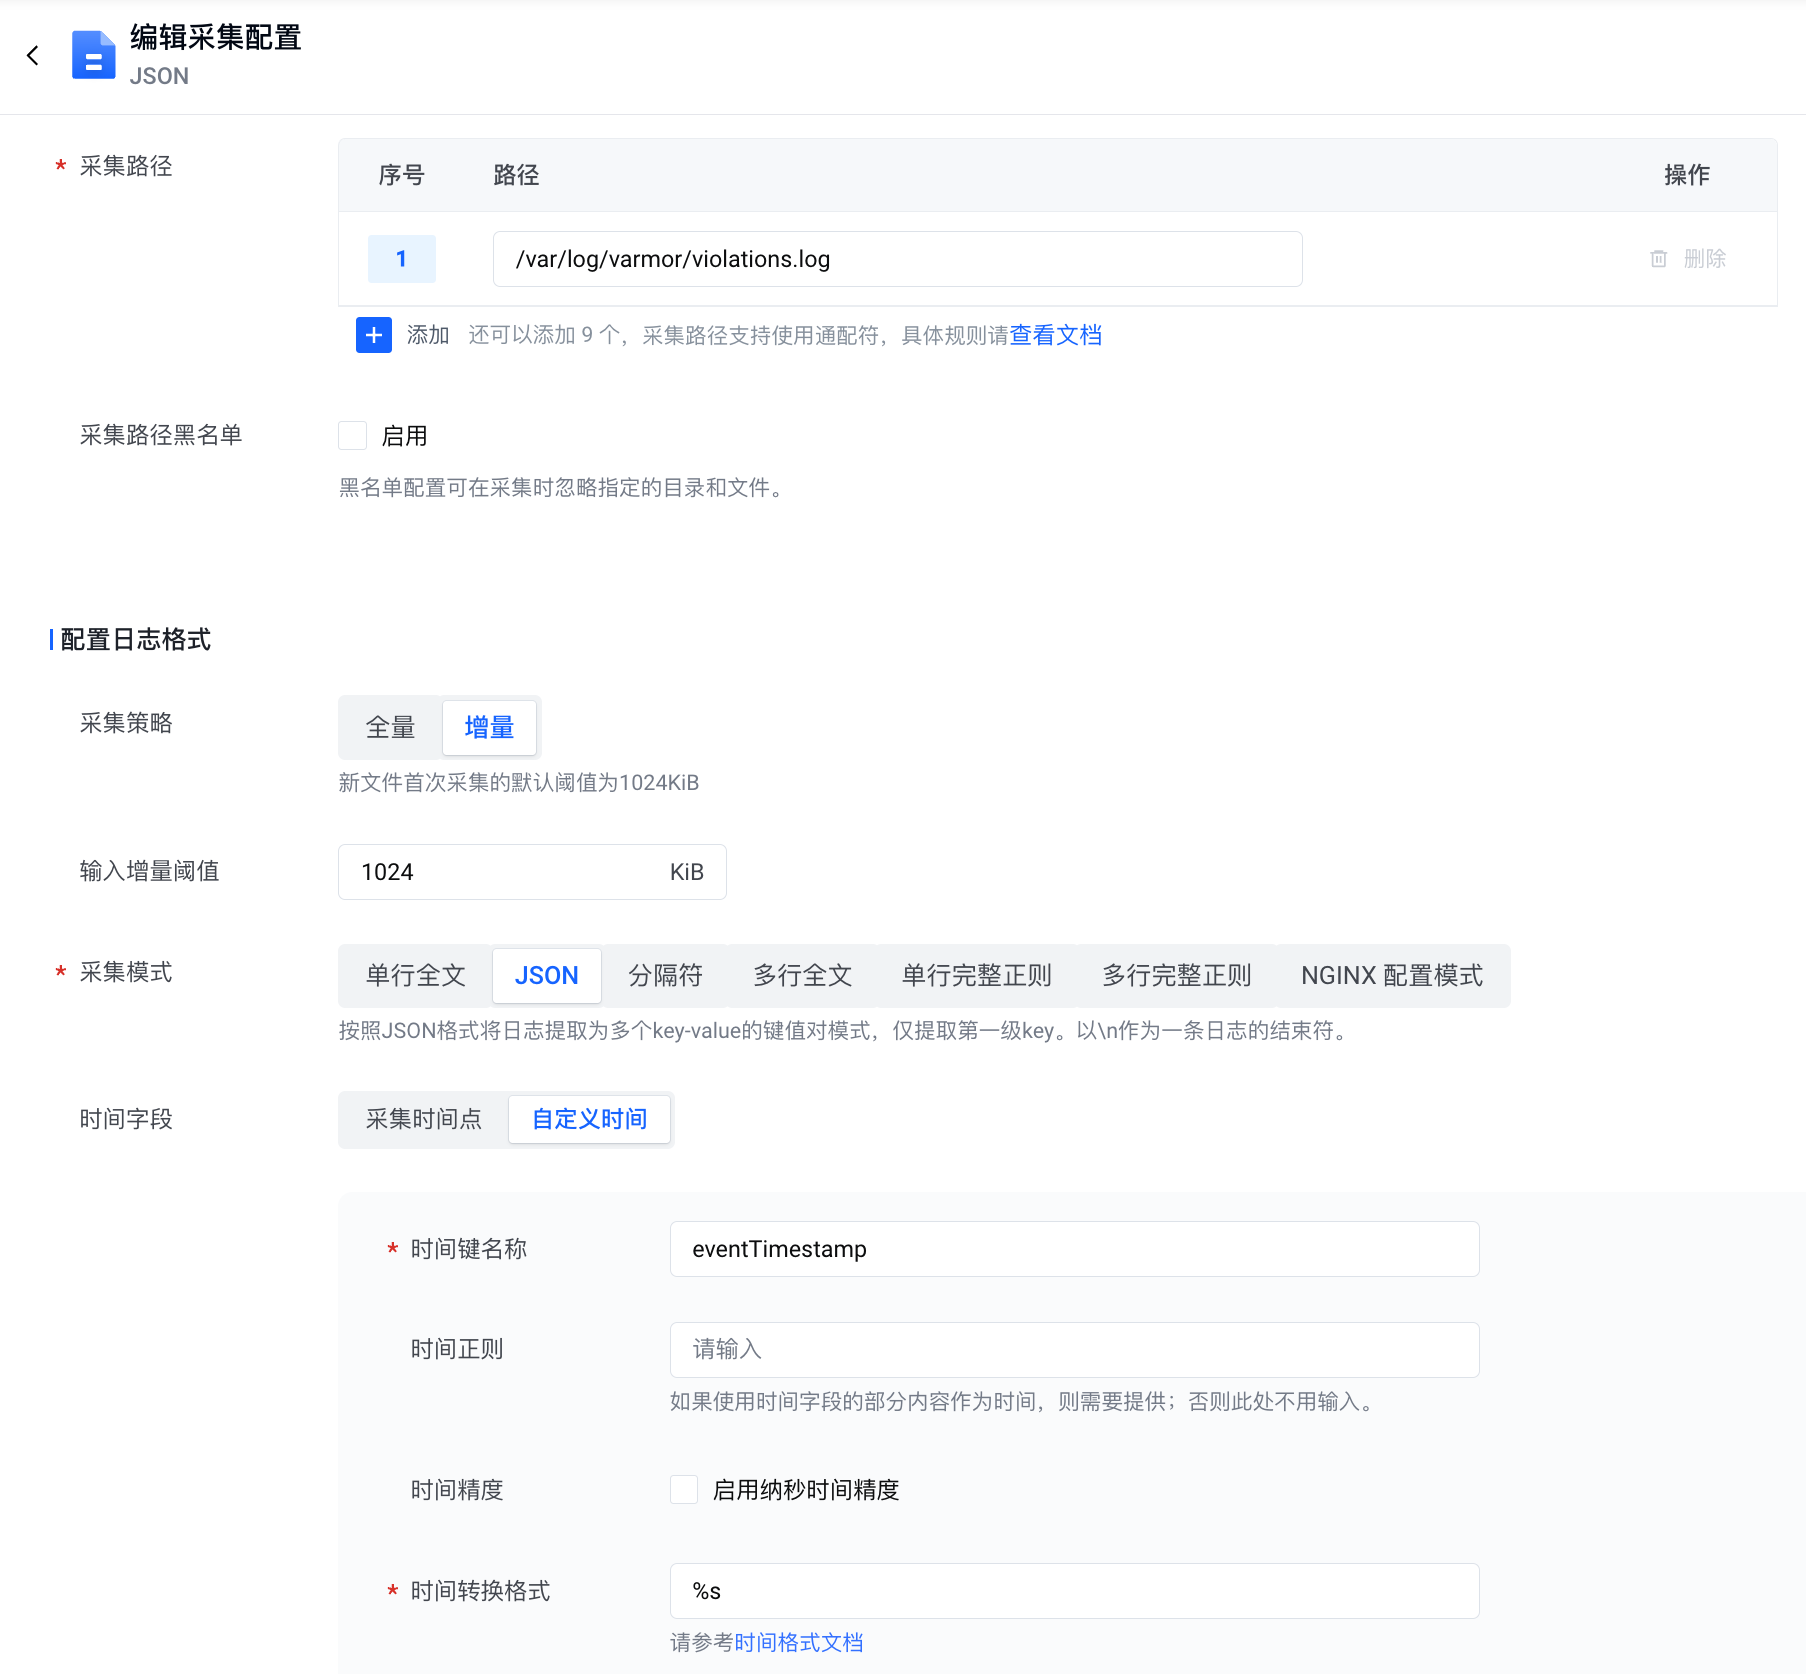 编辑采集配置
JSON
* 采集路径
序号 路径 操作
1 /var/log/varmor/violations.log 删除
+ 添加 还可以添加 9 个，采集路径支持使用通配符，具体规则请查看文档
采集路径黑名单 启用
黑名单配置可在采集时忽略指定的目录和文件。
配置日志格式
采集策略 全量 增量
新文件首次采集的默认阈值为1024KiB
输入增量阈值 1024 KiB
* 采集模式 单行全文 JSON 分隔符 多行全文 单行完整正则 多行完整正则 NGINX 配置模式
按照JSON格式将日志提取为多个key-value的键值对模式，仅提取第一级key。以\n作为一条日志的结束符。
时间字段 采集时间点 自定义时间
* 时间键名称 eventTimestamp
时间正则 请输入
如果使用时间字段的部分内容作为时间，则需要提供；否则此处不用输入。
时间精度 启用纳秒时间精度
* 时间转换格式 %s
请参考时间格式文档